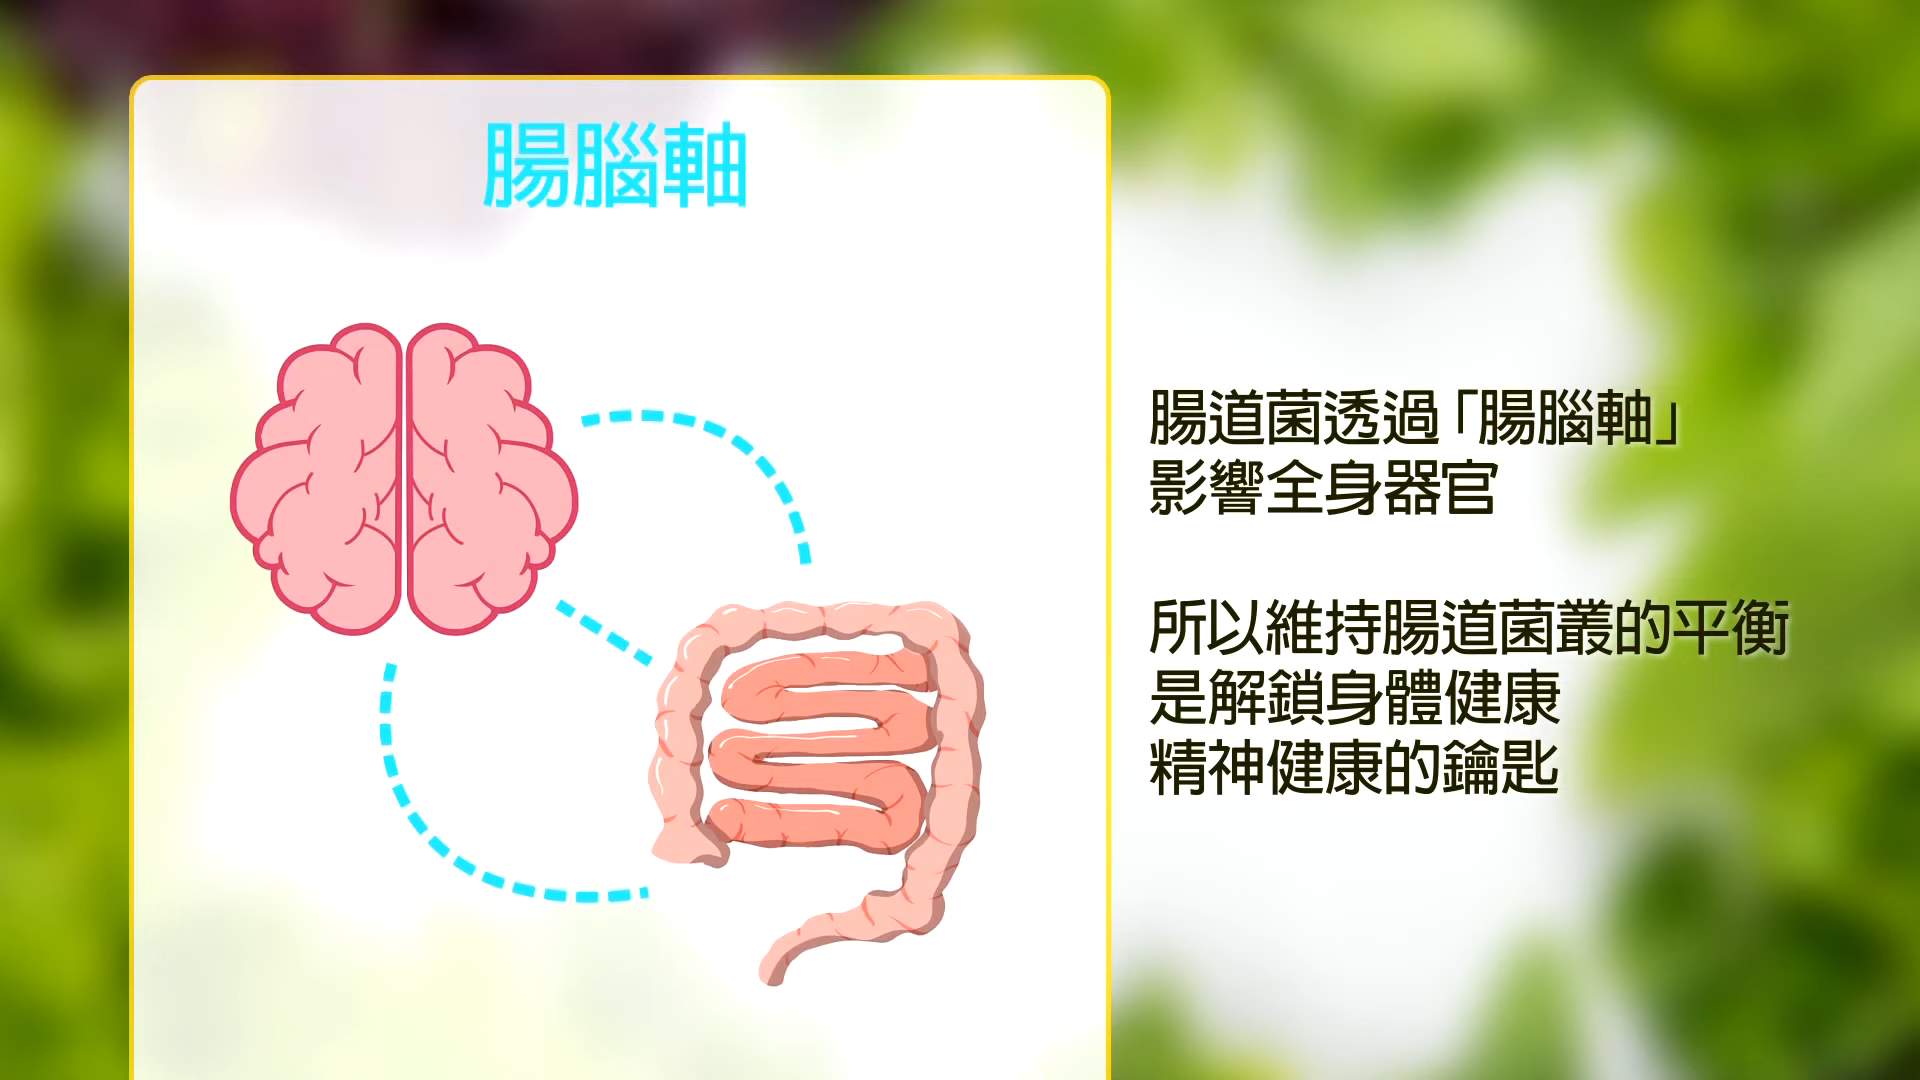 腸腦軸
腸道菌透過「腸腦軸」
影響全身器官
所以維持腸道菌叢的平衡
是解鎖身體健康
精神健康的鑰匙